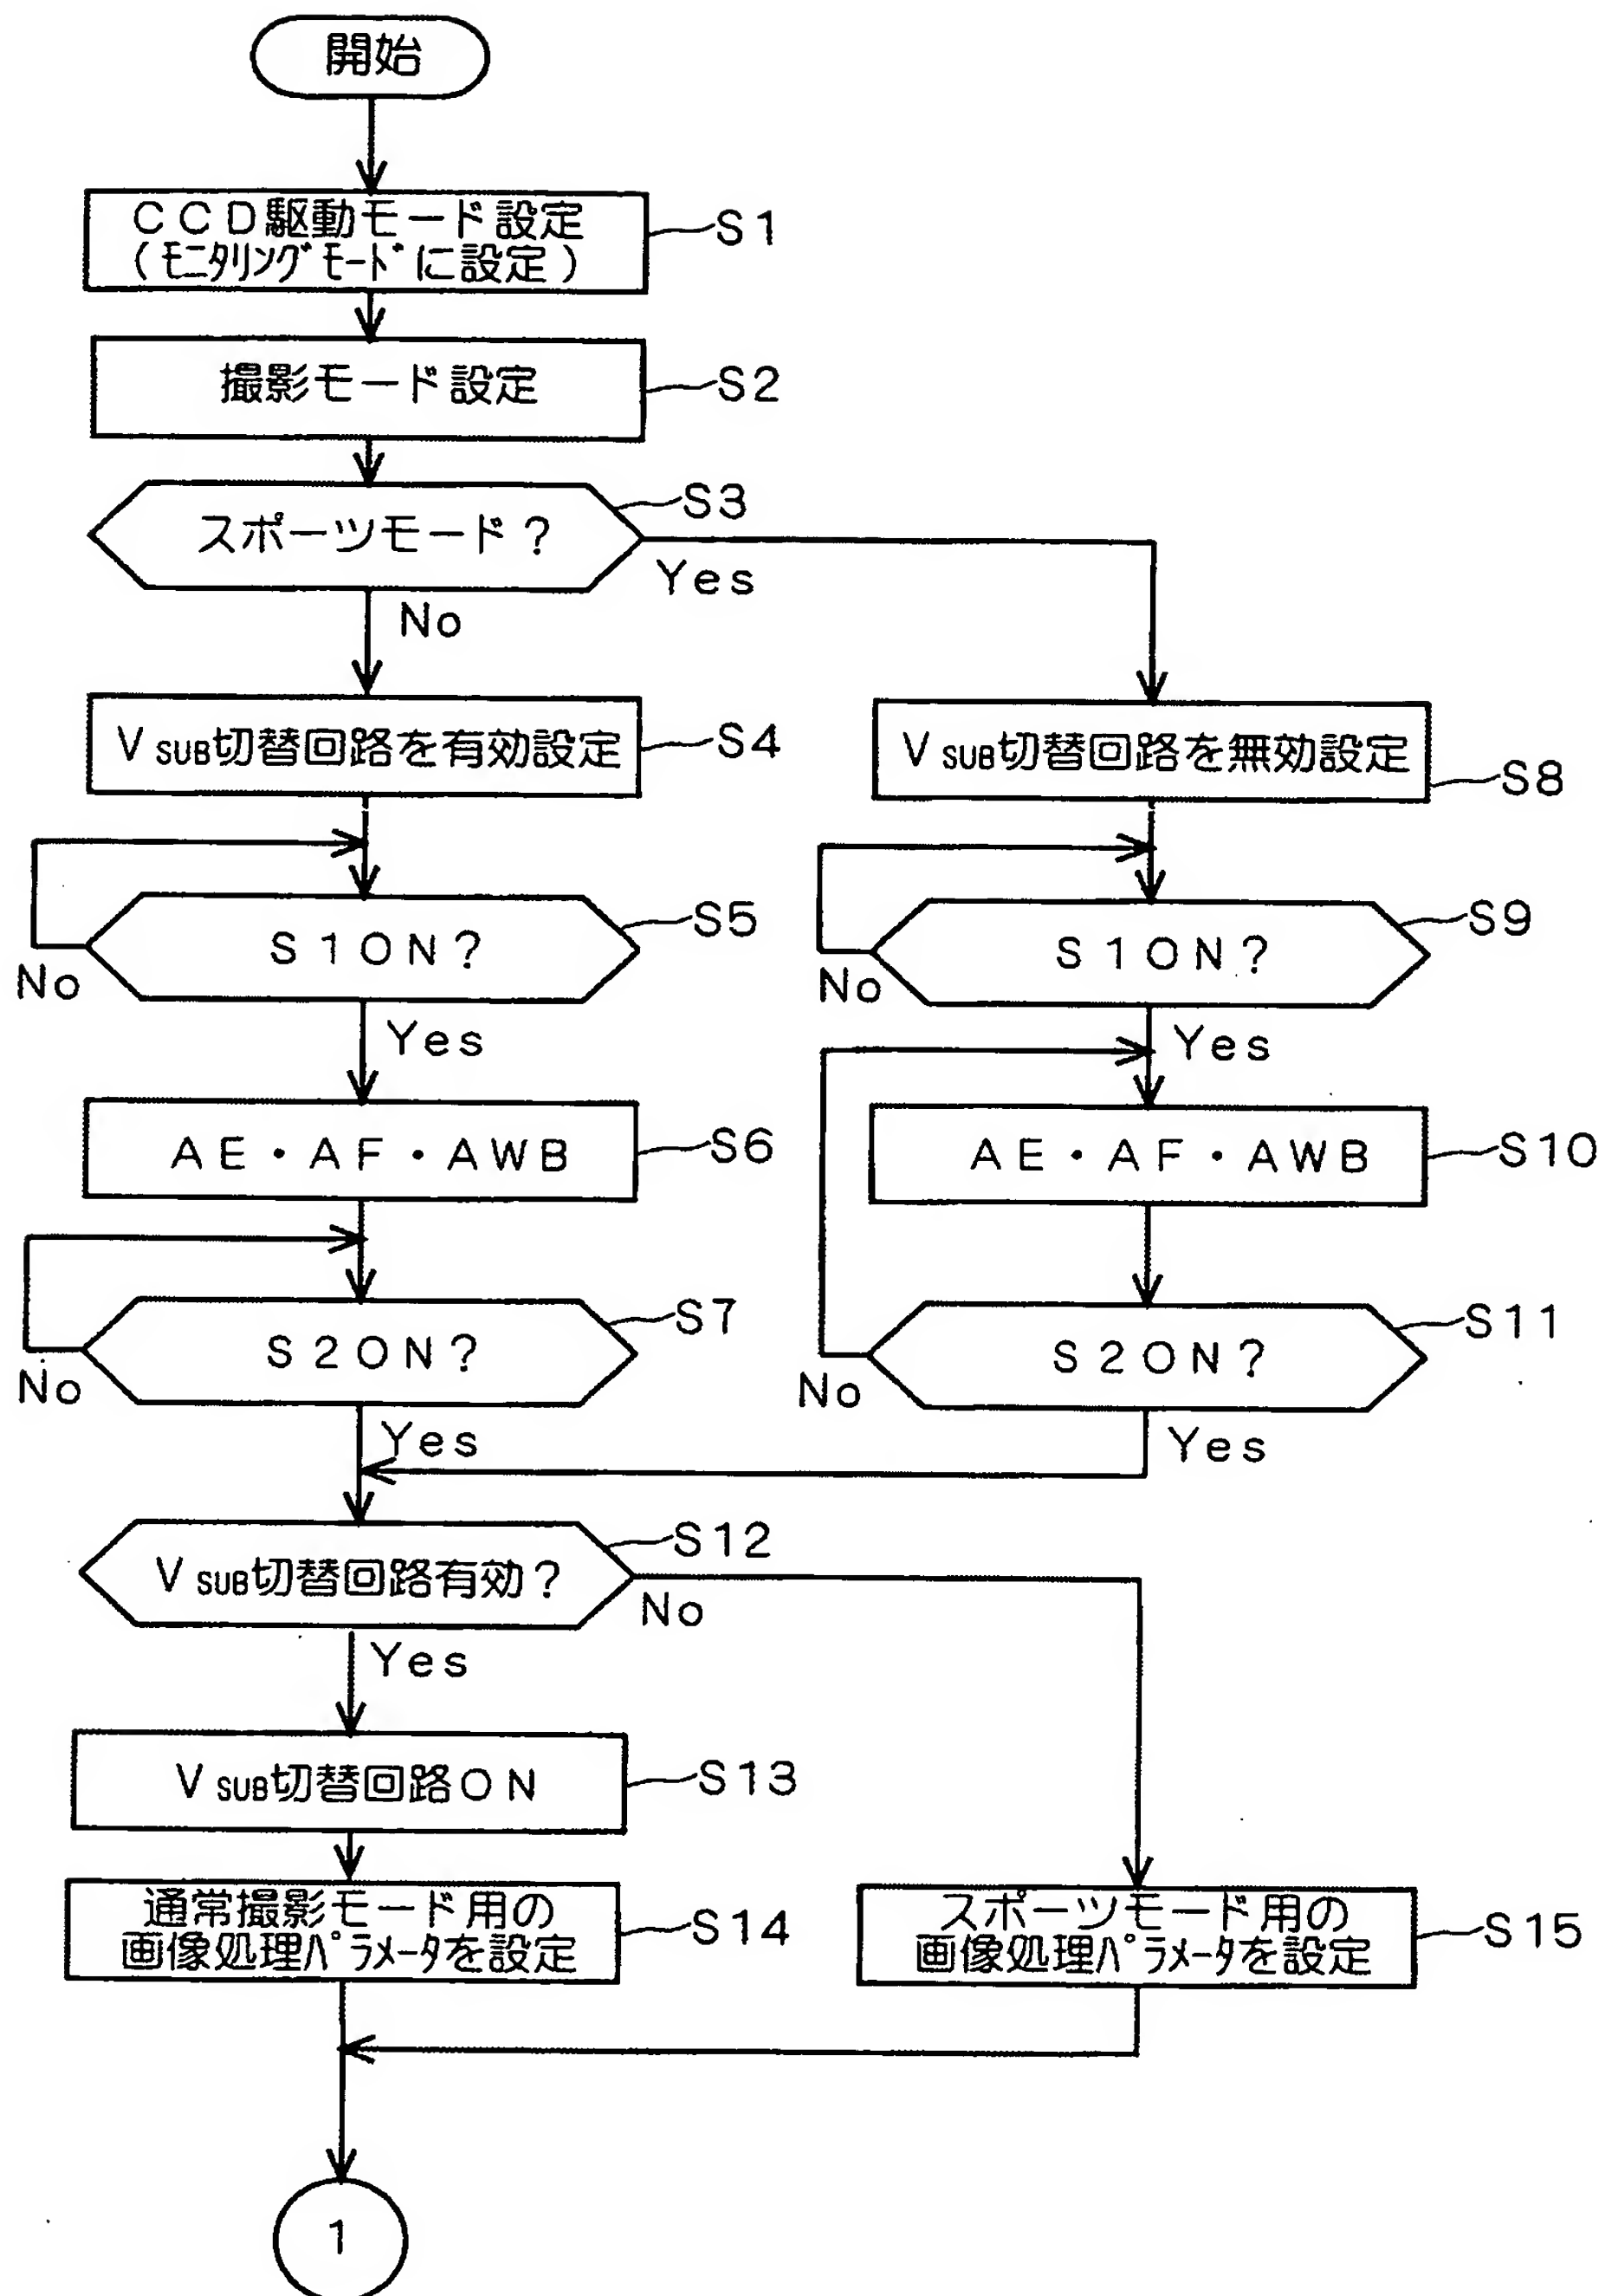 開始
CCD駆動モード設定
(モニタリングモードに設定)
S1
撮影モード設定
S2
スポーツモード?
S3
Yes
No
VSUB切替回路を有効設定
S4
VSUB切替回路を無効設定
S8
S1ON?
S5
No
Yes
S1ON?
S9
No
Yes
AE・AF・AWB
S6
AE・AF・AWB
S10
S2ON?
S7
No
Yes
S2ON?
S11
No
Yes
VSUB切替回路有効?
S12
No
Yes
VSUB切替回路ON
S13
通常撮影モード用の
画像処理パラメータを設定
S14
スポーツモード用の
画像処理パラメータを設定
S15
1